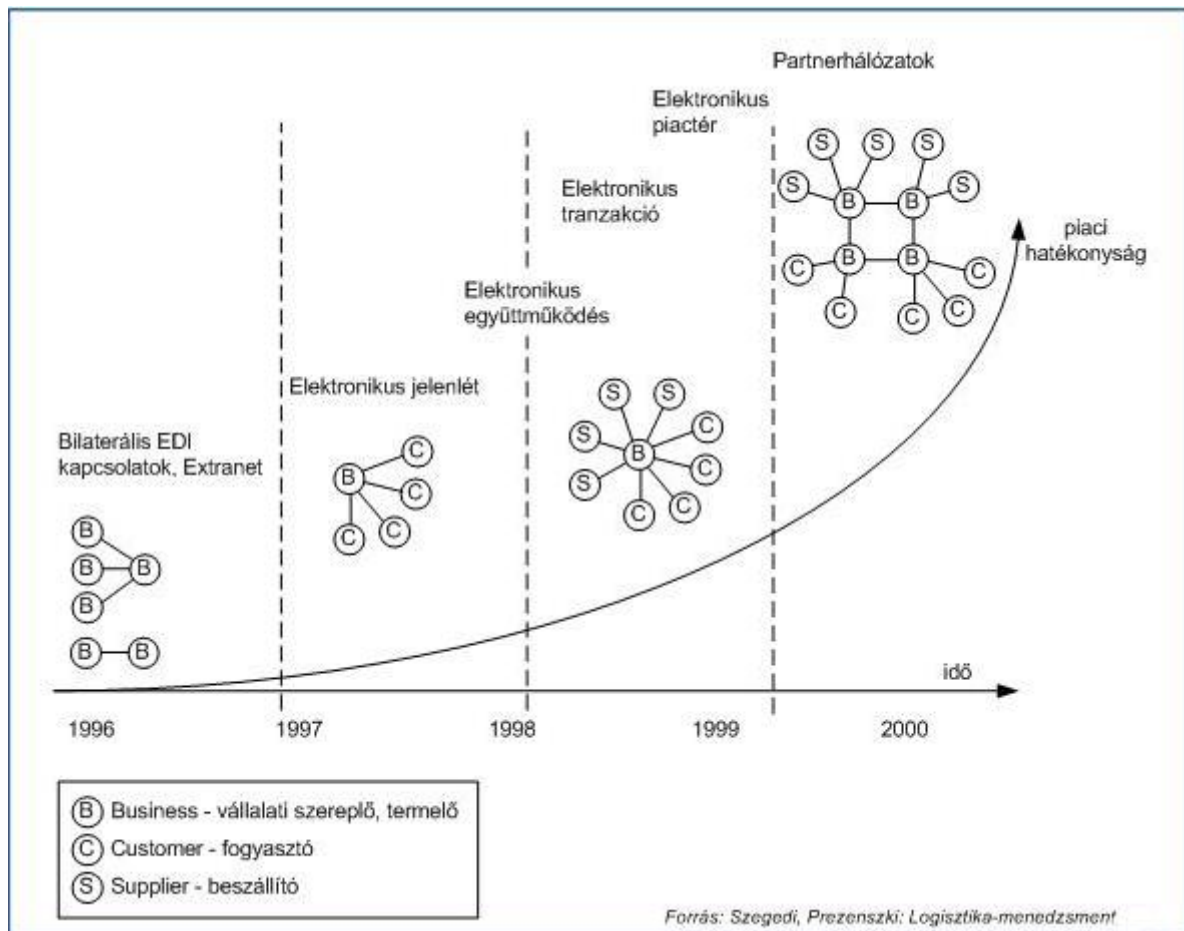 Partnerhálózatok
Elektronikus
piactér
Elektronikus
tranzakció
piaci
hatékonyság
Elektronikus
együttműködés
Elektronikus jelenlét
Bilaterális EDI
kapcsolatok, Extranet
S S S
S B B S
C B B C
C C C
S S
S B C
S C
C C
B C
C
C C
B
B B
B
B B
idő
1996 1997 1998 1999 2000
B Business - vállalati szereplő, termelő
C Customer - fogyasztó
S Supplier - beszállító
Forrás: Szegedi, Prezenszki: Logisztika-menedzsment